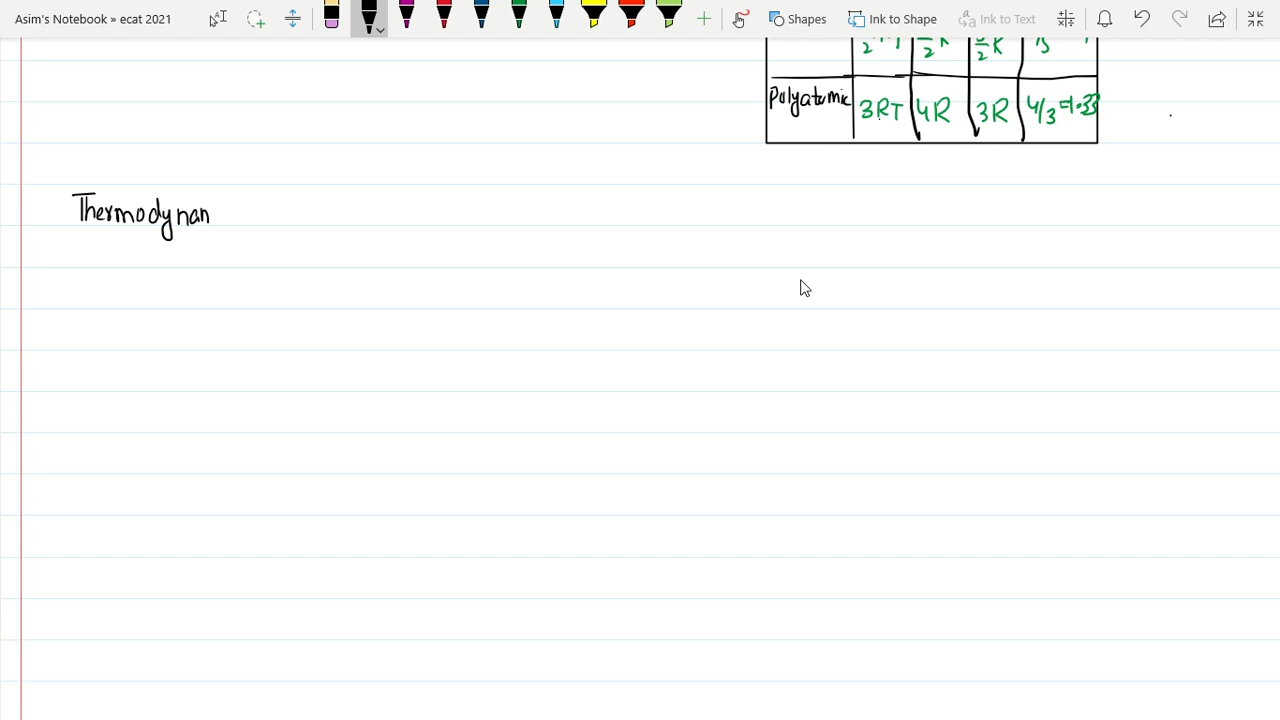 Asim's Notebook » ecat 2021
Shapes
Ink to Shape
Ink to Text
Polyatomic 3RT 4R 3R 4/3=1.33
Thermodynan